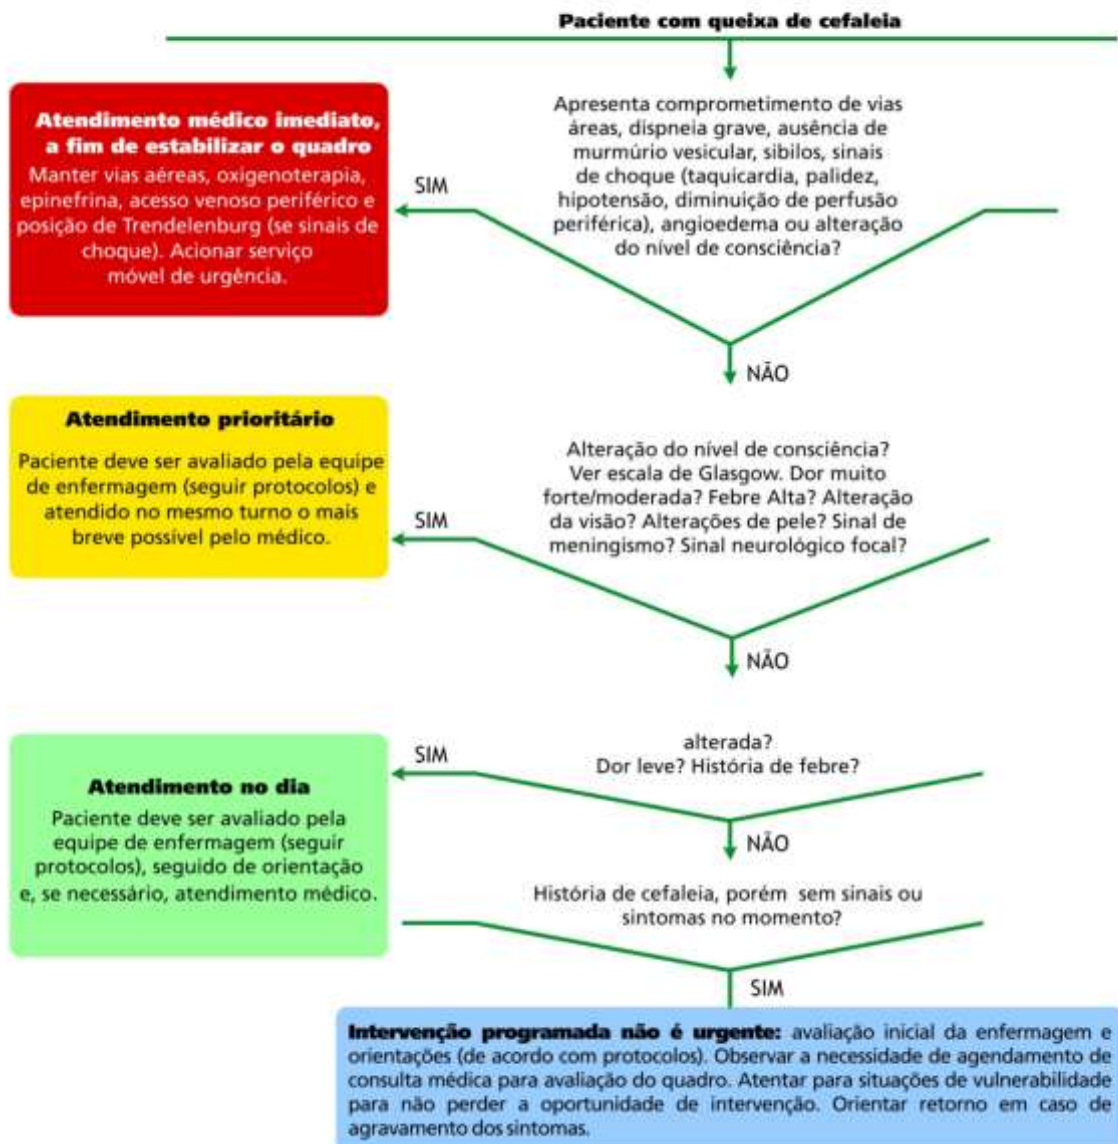 Paciente com queixa de cefaleia
Apresenta comprometimento de vias
áreas, dispneia grave, ausência de
murmúrio vesicular, sibilos, sinais
de choque (taquicardia, palidez,
hipotensão, diminuição de perfusão
periférica), angioedema ou alteração
do nível de consciência?
SIM
Atendimento médico imediato,
a fim de estabilizar o quadro
Manter vias aéreas, oxigenoterapia,
epinefrina, acesso venoso periférico e
posição de Trendelenburg (se sinais de
choque). Acionar serviço
móvel de urgência.
NÃO
Alteração do nível de consciência?
Ver escala de Glasgow. Dor muito
forte/moderada? Febre Alta? Alteração
da visão? Alterações de pele? Sinal de
meningismo? Sinal neurológico focal?
SIM
Atendimento prioritário
Paciente deve ser avaliado pela equipe
de enfermagem (seguir protocolos) e
atendido no mesmo turno o mais
breve possível pelo médico.
NÃO
alterada?
Dor leve? História de febre?
SIM
Atendimento no dia
Paciente deve ser avaliado pela
equipe de enfermagem (seguir
protocolos), seguido de orientação
e, se necessário, atendimento médico.
NÃO
História de cefaleia, porém sem sinais ou
sintomas no momento?
SIM
Intervenção programada não é urgente: avaliação inicial da enfermagem e
orientações (de acordo com protocolos). Observar a necessidade de agendamento de
consulta médica para avaliação do quadro. Atentar para situações de vulnerabilidade
para não perder a oportunidade de intervenção. Orientar retorno em caso de
agravamento dos sintomas.